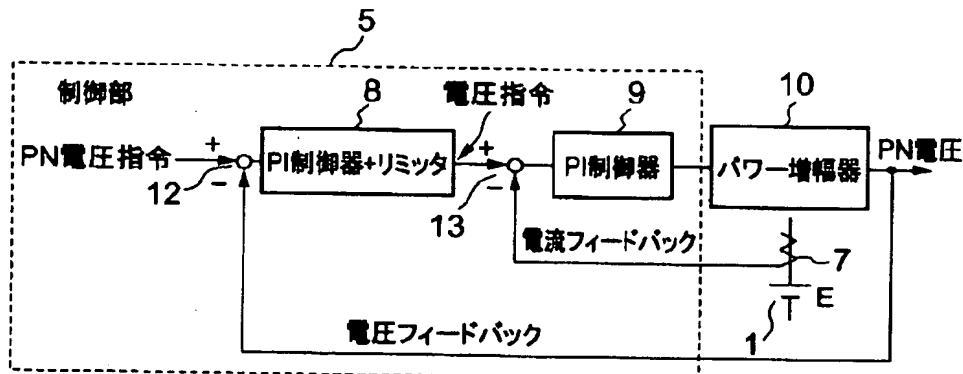 5
制御部
8
電圧指令
9
10
PN電圧指令
+
−
12
PI制御器+リミッタ
+
−
13
PI制御器
パワー増幅器
PN電圧
電流フィードバック
7
E
1
電圧フィードバック